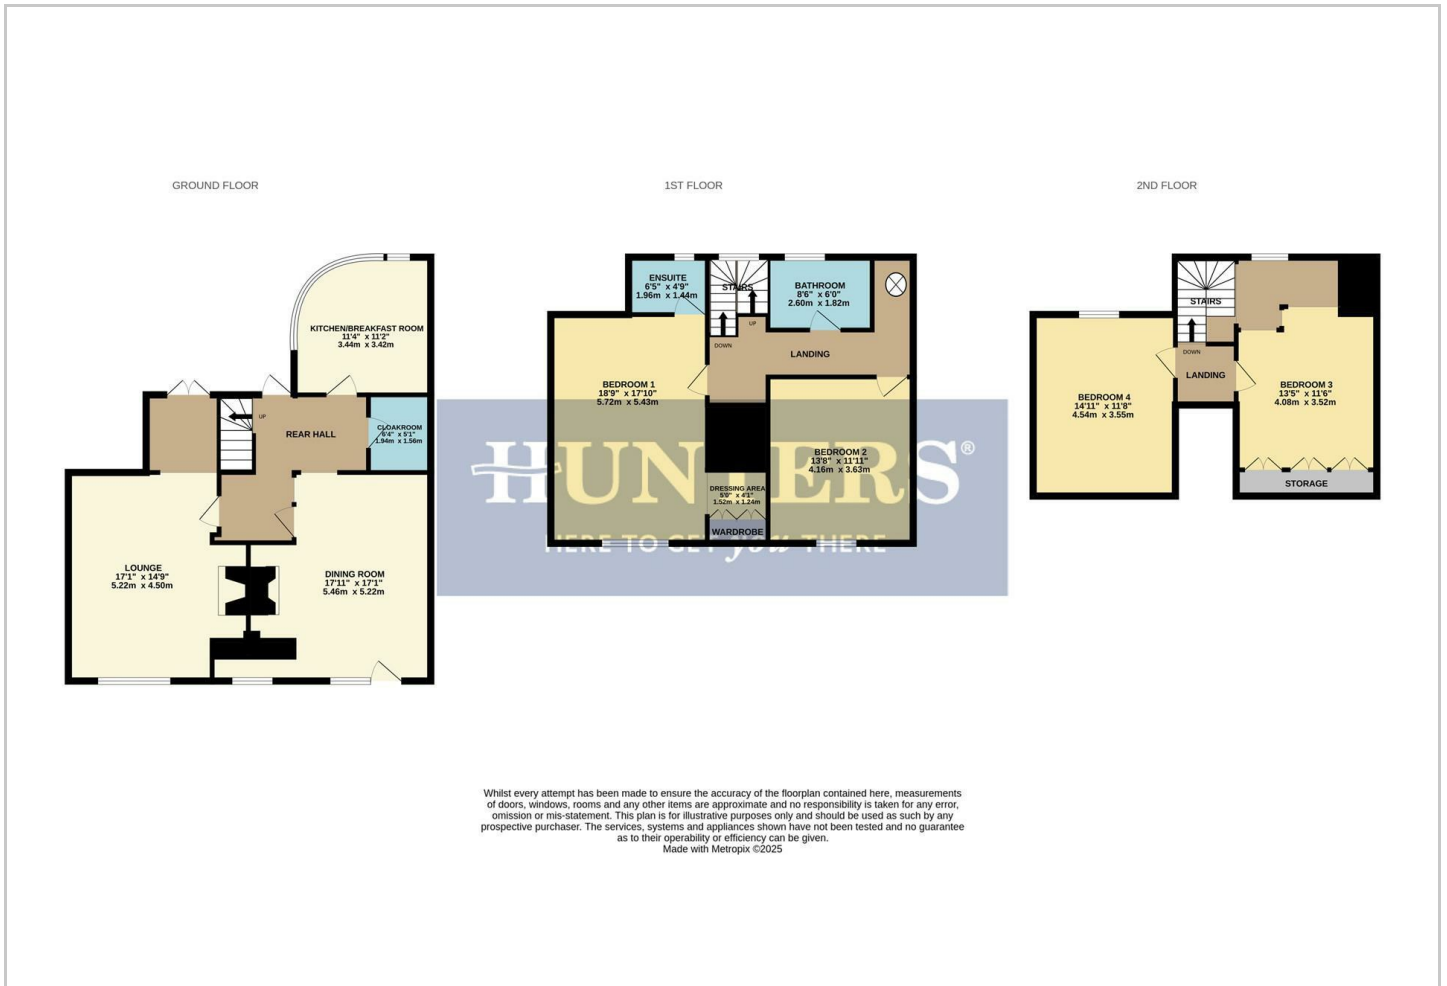 GROUND FLOOR
1ST FLOOR
2ND FLOOR
KITCHEN/BREAKFAST ROOM
11'4" x 11'2"
3.44m x 3.42m
UP
REAR HALL
CLOAKROOM
6'4" x 5'1"
1.94m x 1.56m
LOUNGE
17'1" x 14'9"
5.22m x 4.50m
DINING ROOM
17'11" x 17'1"
5.46m x 5.22m
ENSUITE
6'5" x 4'9"
1.96m x 1.44m
STAIRS
BATHROOM
8'6" x 6'0"
2.60m x 1.82m
UP
DOWN
LANDING
BEDROOM 1
18'9" x 17'10"
5.72m x 5.43m
BEDROOM 2
13'8" x 11'11"
4.16m x 3.63m
DRESSING AREA
5'0" x 4'1"
1.52m x 1.24m
WARDROBE
HUNTERS®
HERE TO GET you THERE
STAIRS
DOWN
LANDING
BEDROOM 3
13'5" x 11'6"
4.08m x 3.52m
BEDROOM 4
14'11" x 11'8"
4.54m x 3.55m
STORAGE
Whilst every attempt has been made to ensure the accuracy of the floorplan contained here, measurements
of doors, windows, rooms and any other items are approximate and no responsibility is taken for any error,
omission or mis-statement. This plan is for illustrative purposes only and should be used as such by any
prospective purchaser. The services, systems and appliances shown have not been tested and no guarantee
as to their operability or efficiency can be given.
Made with Metropix ©2025